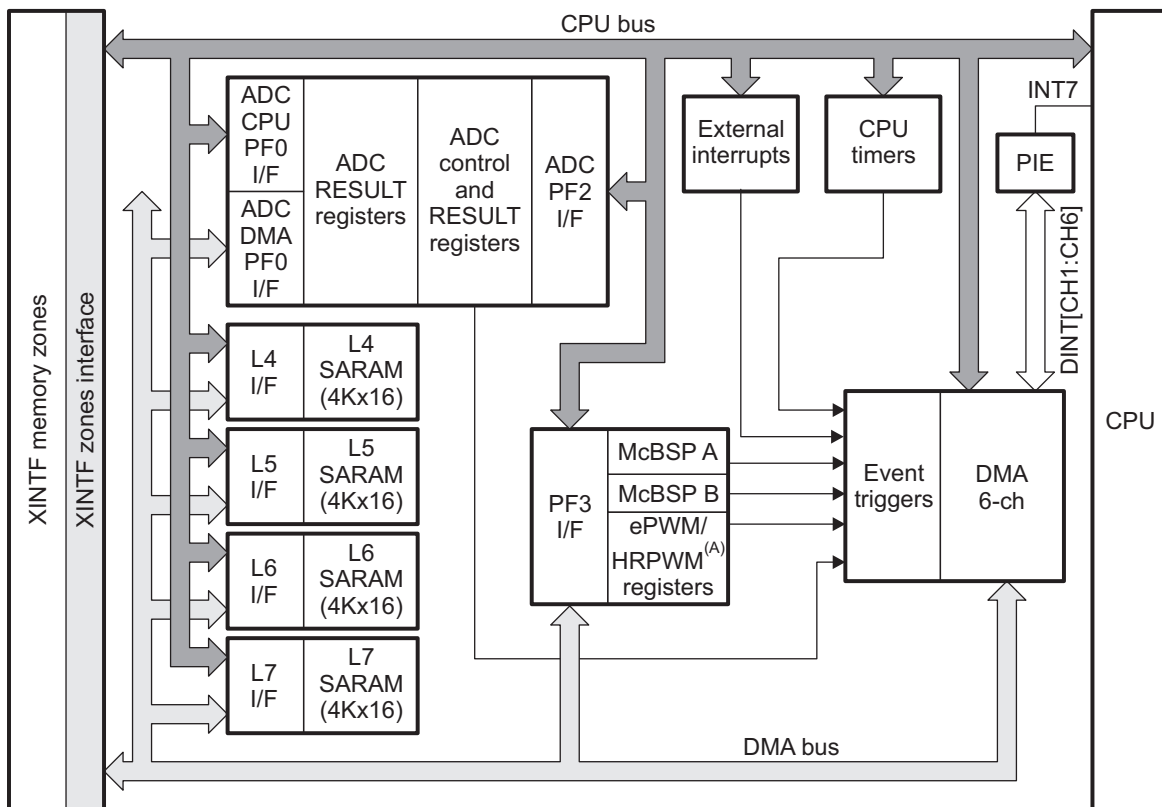 CPU bus
INT7
XINTF memory zones
XINTF zones interface
ADC
CPU
PF0
I/F
ADC
DMA
PF0
I/F
ADC
RESULT
registers
ADC
control
and
RESULT
registers
ADC
PF2
I/F
External
interrupts
CPU
timers
PIE
DINT[CH1:CH6]
CPU
L4
I/F
L4
SARAM
(4Kx16)
L5
I/F
L5
SARAM
(4Kx16)
L6
I/F
L6
SARAM
(4Kx16)
L7
I/F
L7
SARAM
(4Kx16)
PF3
I/F
McBSP A
McBSP B
ePWM/
HRPWM(A)
registers
Event
triggers
DMA
6-ch
DMA bus